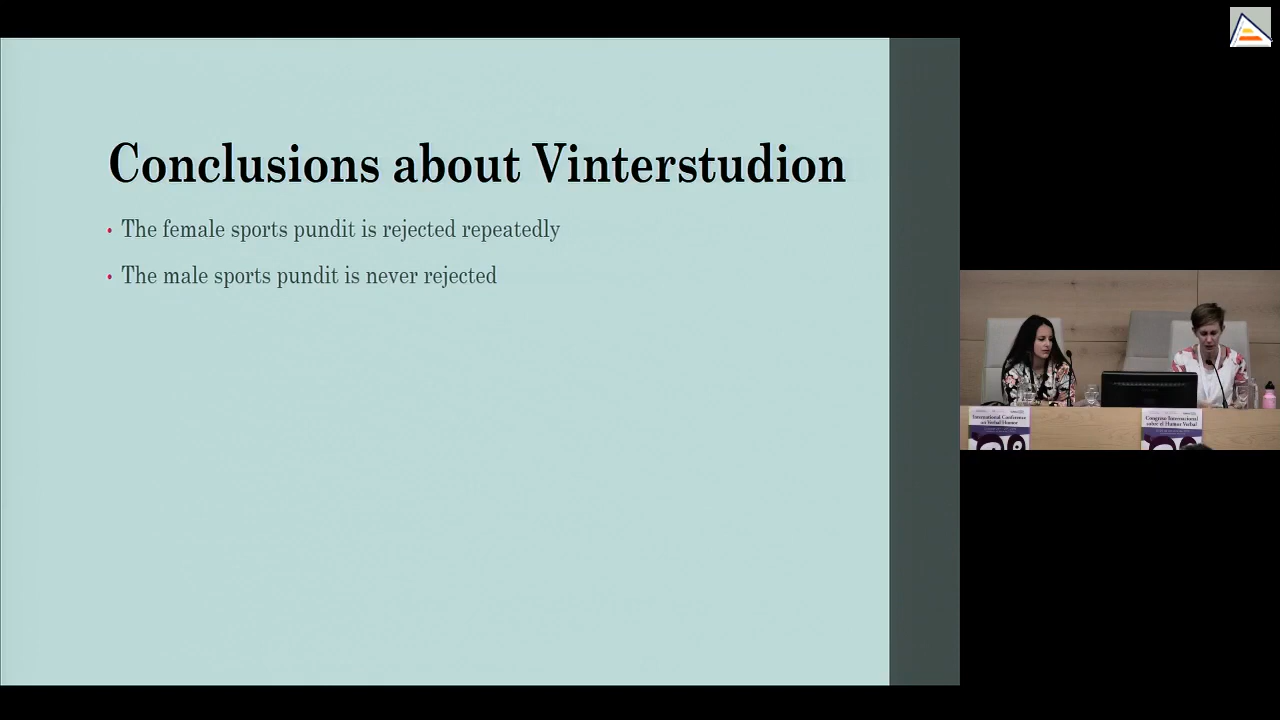 Conclusions about Vinterstudion
• The female sports pundit is rejected repeatedly
• The male sports pundit is never rejected
International Conference
on Verbal Humor
Congreso Internacional
sobre el Humor Verbal